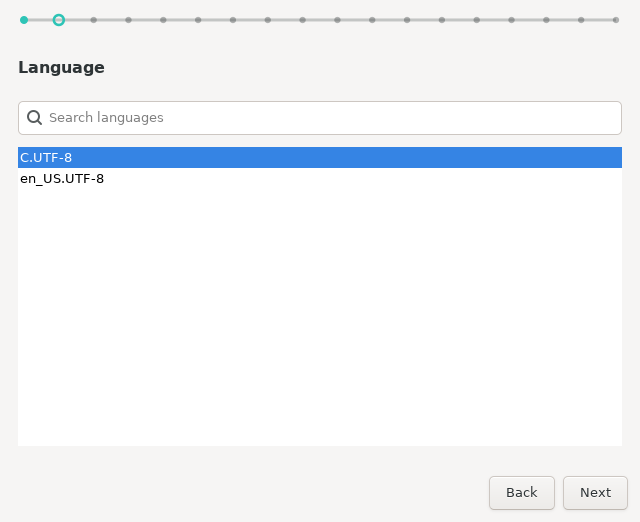 Language
Search languages
C.UTF-8
en_US.UTF-8
Back
Next